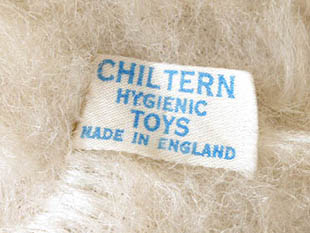 CHILTERN
HYGIENIC
TOYS
MADE IN ENGLAND